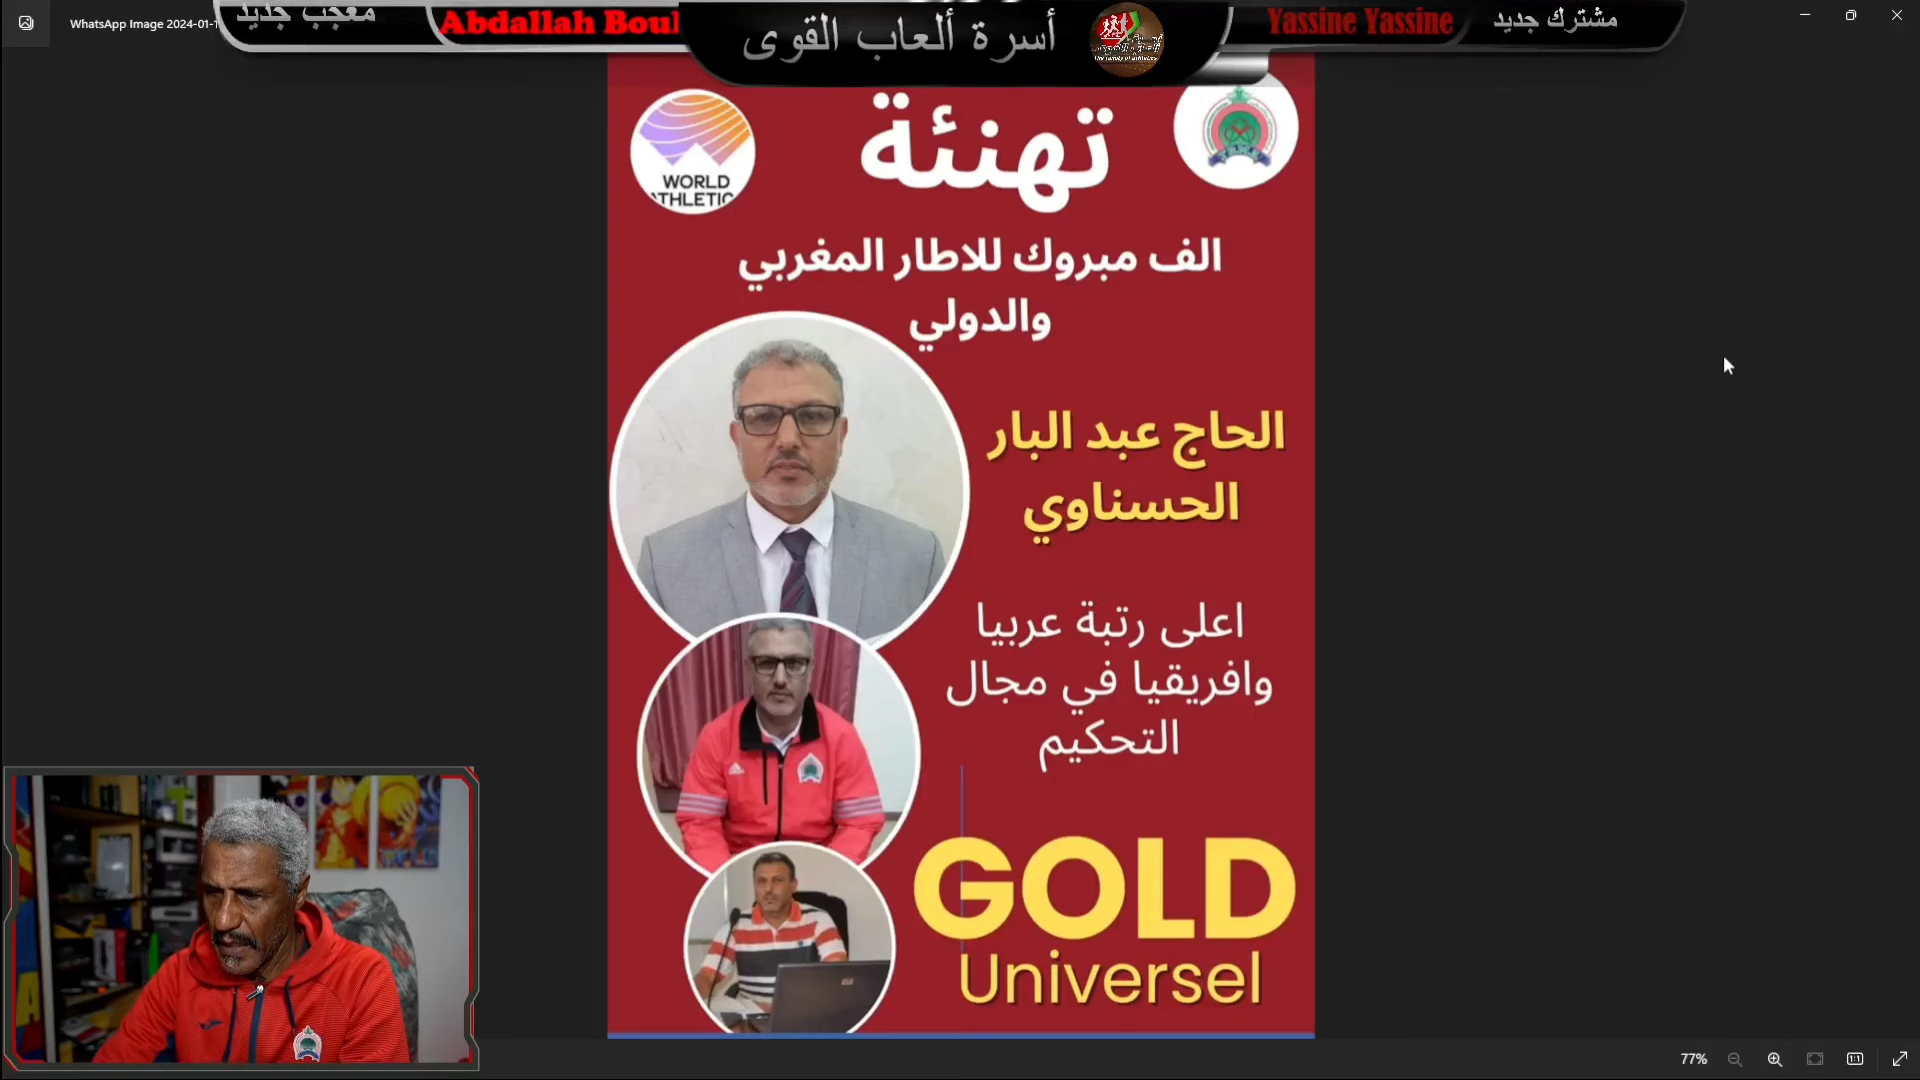 WhatsApp Image 2024-01-1
معجب جديد
Abdallah Boul
أسرة ألعاب القوى
Yassine Yassine
مشترك جديد
تهنئة
WORLD
الف مبروك للاطار المغربي
والدولي
الحاج عبد البار
الحسناوي
اعلى رتبة عربيا
وافريقيا في مجال
التحكيم
GOLD
Universel
77%